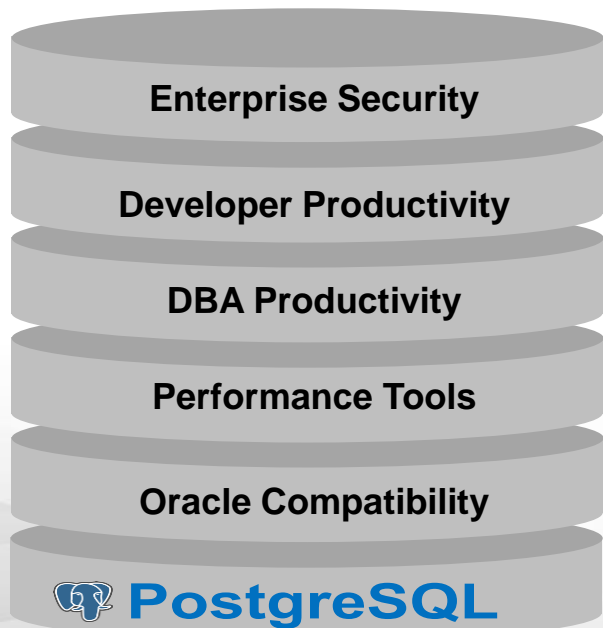 Enterprise Security
Developer Productivity
DBA Productivity
Performance Tools
Oracle Compatibility
PostgreSQL